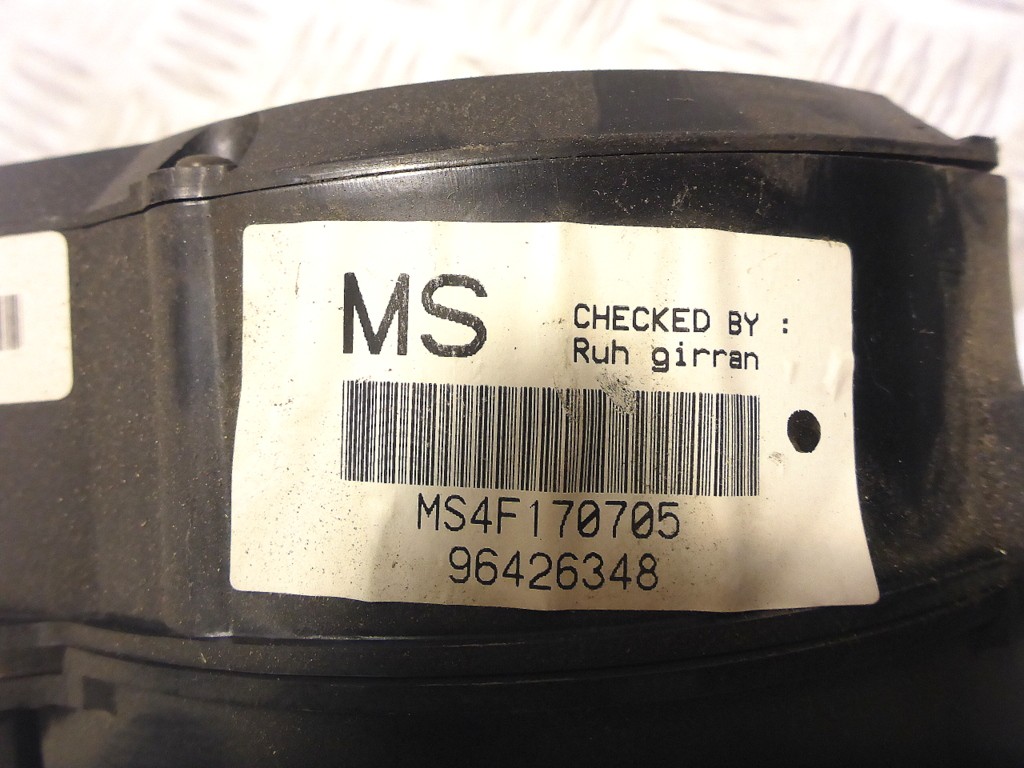 MS
CHECKED BY :
Ruh girran
MS4F170705
96426348